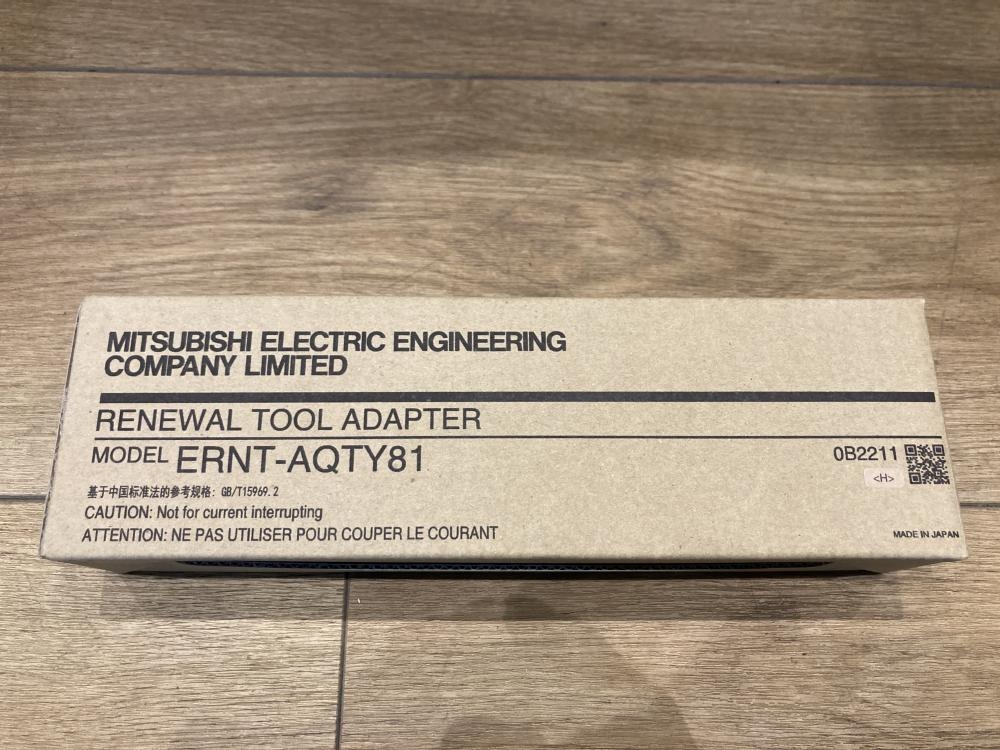 MITSUBISHI ELECTRIC ENGINEERING
COMPANY LIMITED
RENEWAL TOOL ADAPTER
MODEL ERNT-AQTY81
0B2211
<H>
基于中国标准法的参考规格: GB/T15969.2
CAUTION: Not for current interrupting
ATTENTION: NE PAS UTILISER POUR COUPER LE COURANT
MADE IN JAPAN